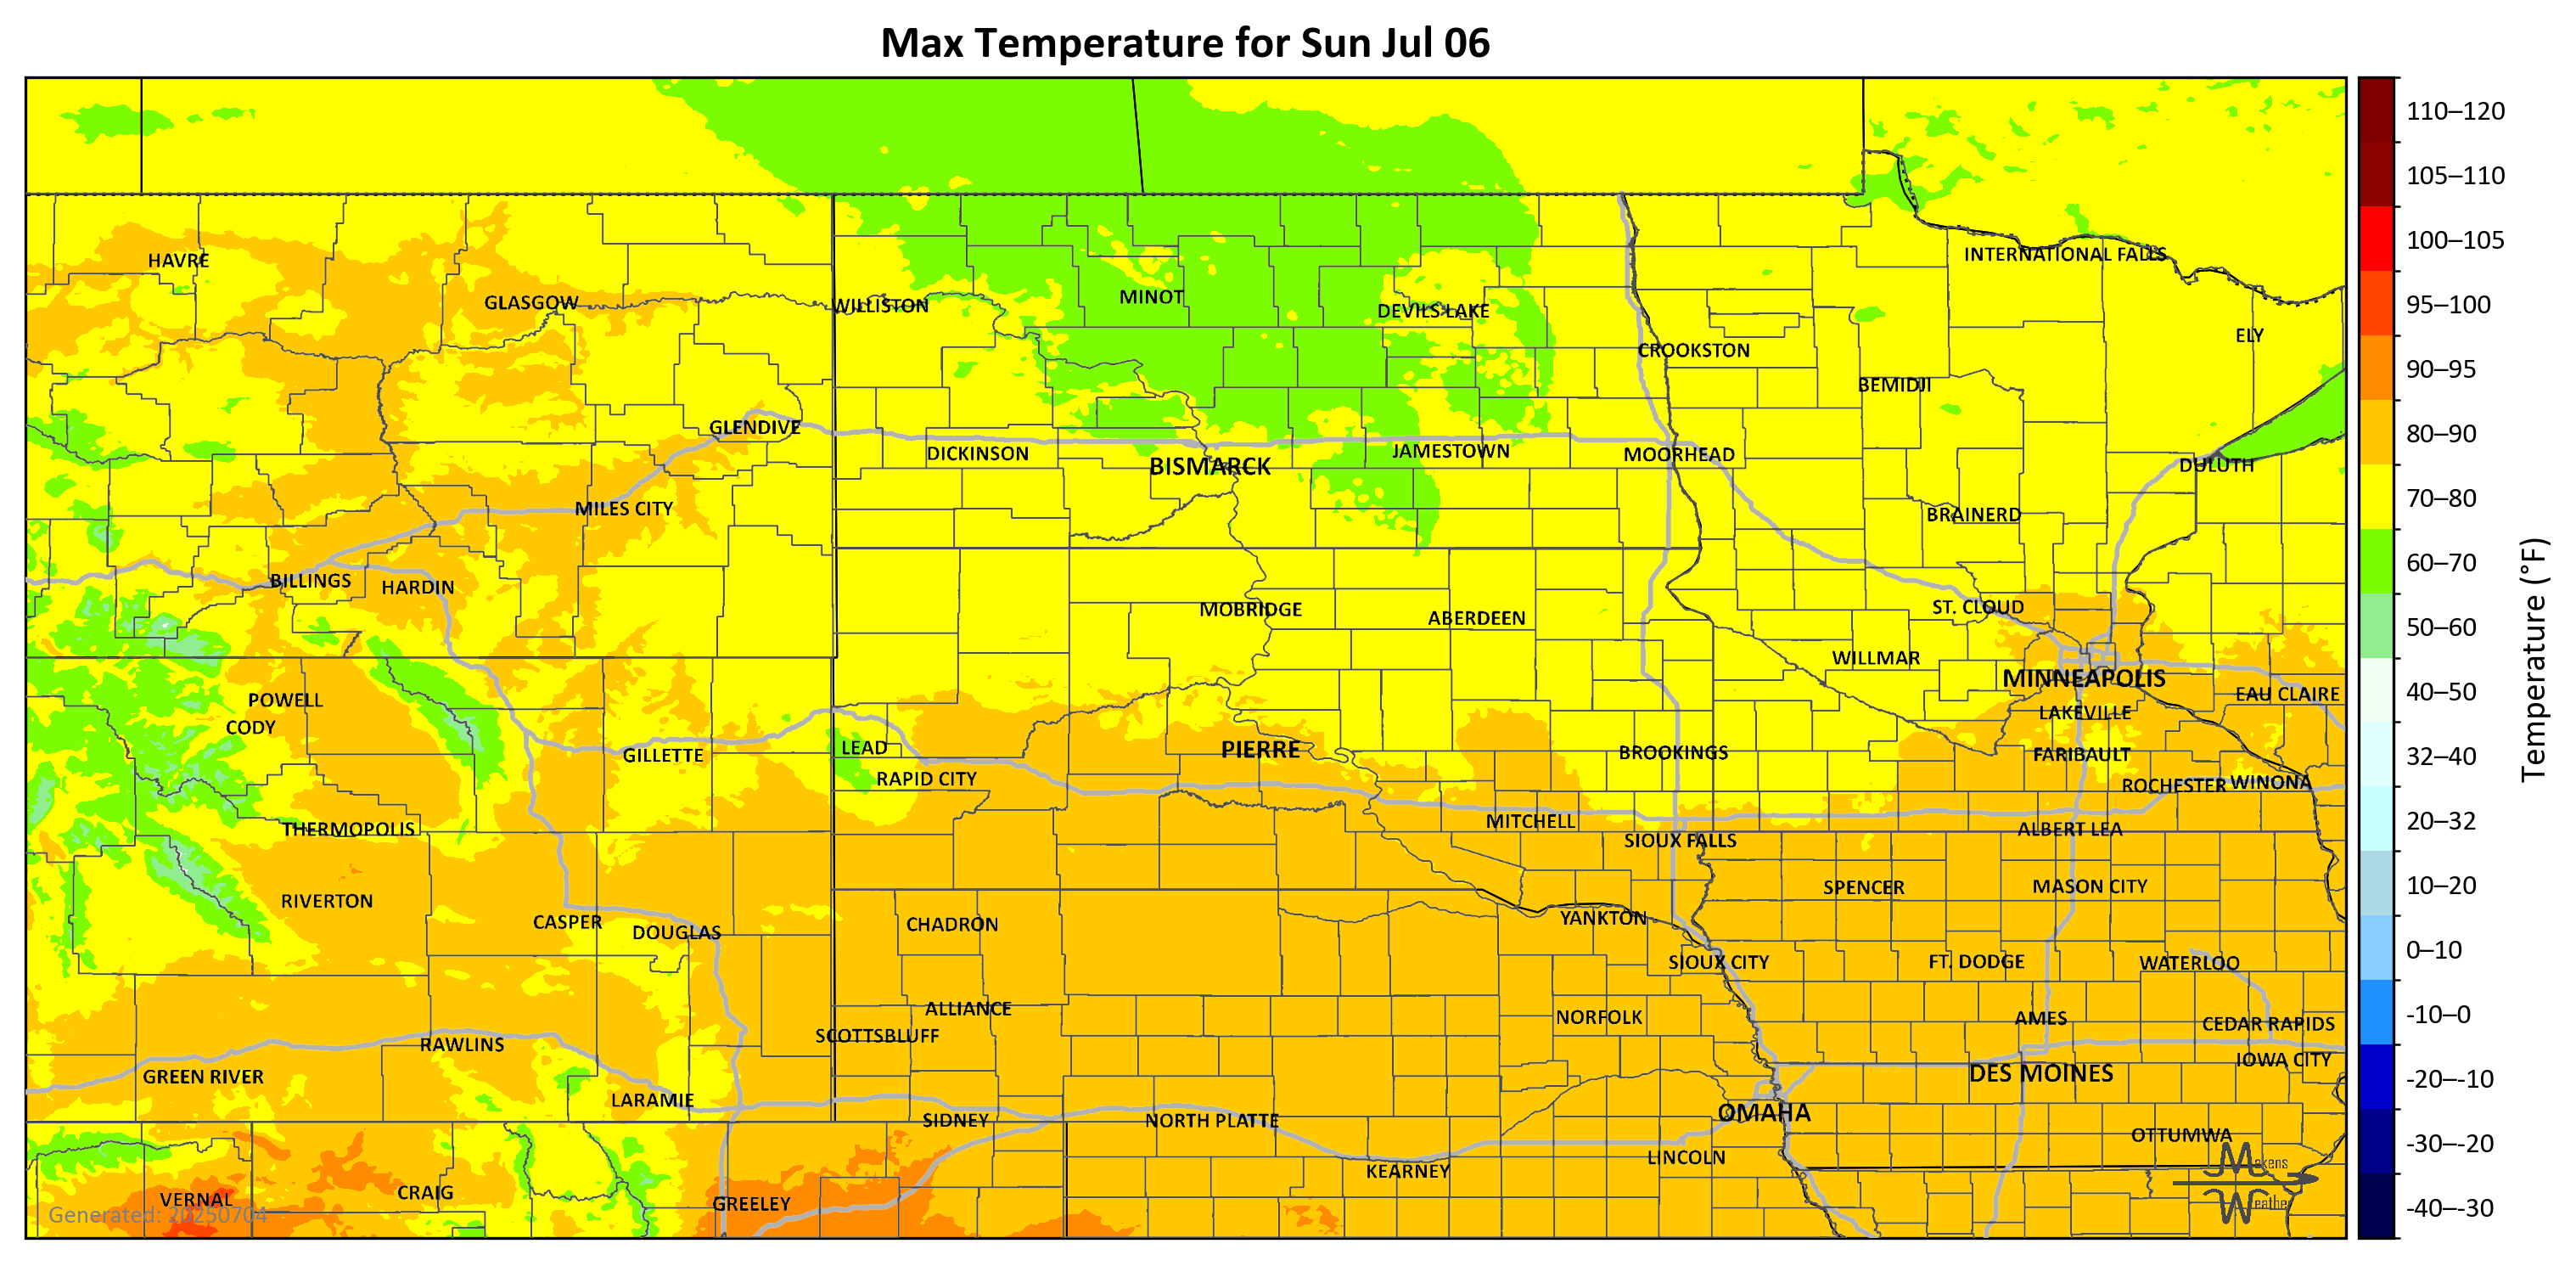 Max Temperature for Sun Jul 06
110–120
105–110
100–105
95–100
90–95
80–90
70–80
60–70
50–60
40–50
32–40
20–32
10–20
0–10
-10–0
-20–-10
-30–-20
-40–-30
Temperature (°F)
HAVRE
GLASGOW
WILLISTON
MINOT
DEVILS LAKE
INTERNATIONAL FALLS
ELY
CROOKSTON
BEMIDJI
GLENDIVE
DICKINSON
BISMARCK
JAMESTOWN
MOORHEAD
DULUTH
MILES CITY
BRAINERD
BILLINGS
HARDIN
MOBRIDGE
ABERDEEN
ST. CLOUD
WILLMAR
MINNEAPOLIS
EAU CLAIRE
POWELL
CODY
LAKEVILLE
GILLETTE
LEAD
PIERRE
BROOKINGS
FARIBAULT
RAPID CITY
ROCHESTER
WINONA
THERMOPOLIS
MITCHELL
SIOUX FALLS
ALBERT LEA
RIVERTON
SPENCER
MASON CITY
CASPER
DOUGLAS
CHADRON
YANKTON
SIOUX CITY
FT. DODGE
WATERLOO
ALLIANCE
NORFOLK
AMES
CEDAR RAPIDS
SCOTTSBLUFF
RAWLINS
IOWA CITY
GREEN RIVER
DES MOINES
LARAMIE
SIDNEY
NORTH PLATTE
OMAHA
OTTUMWA
LINCOLN
KEARNEY
VERNAL
CRAIG
GREELEY
Generated: 20250704
Makens
Weather